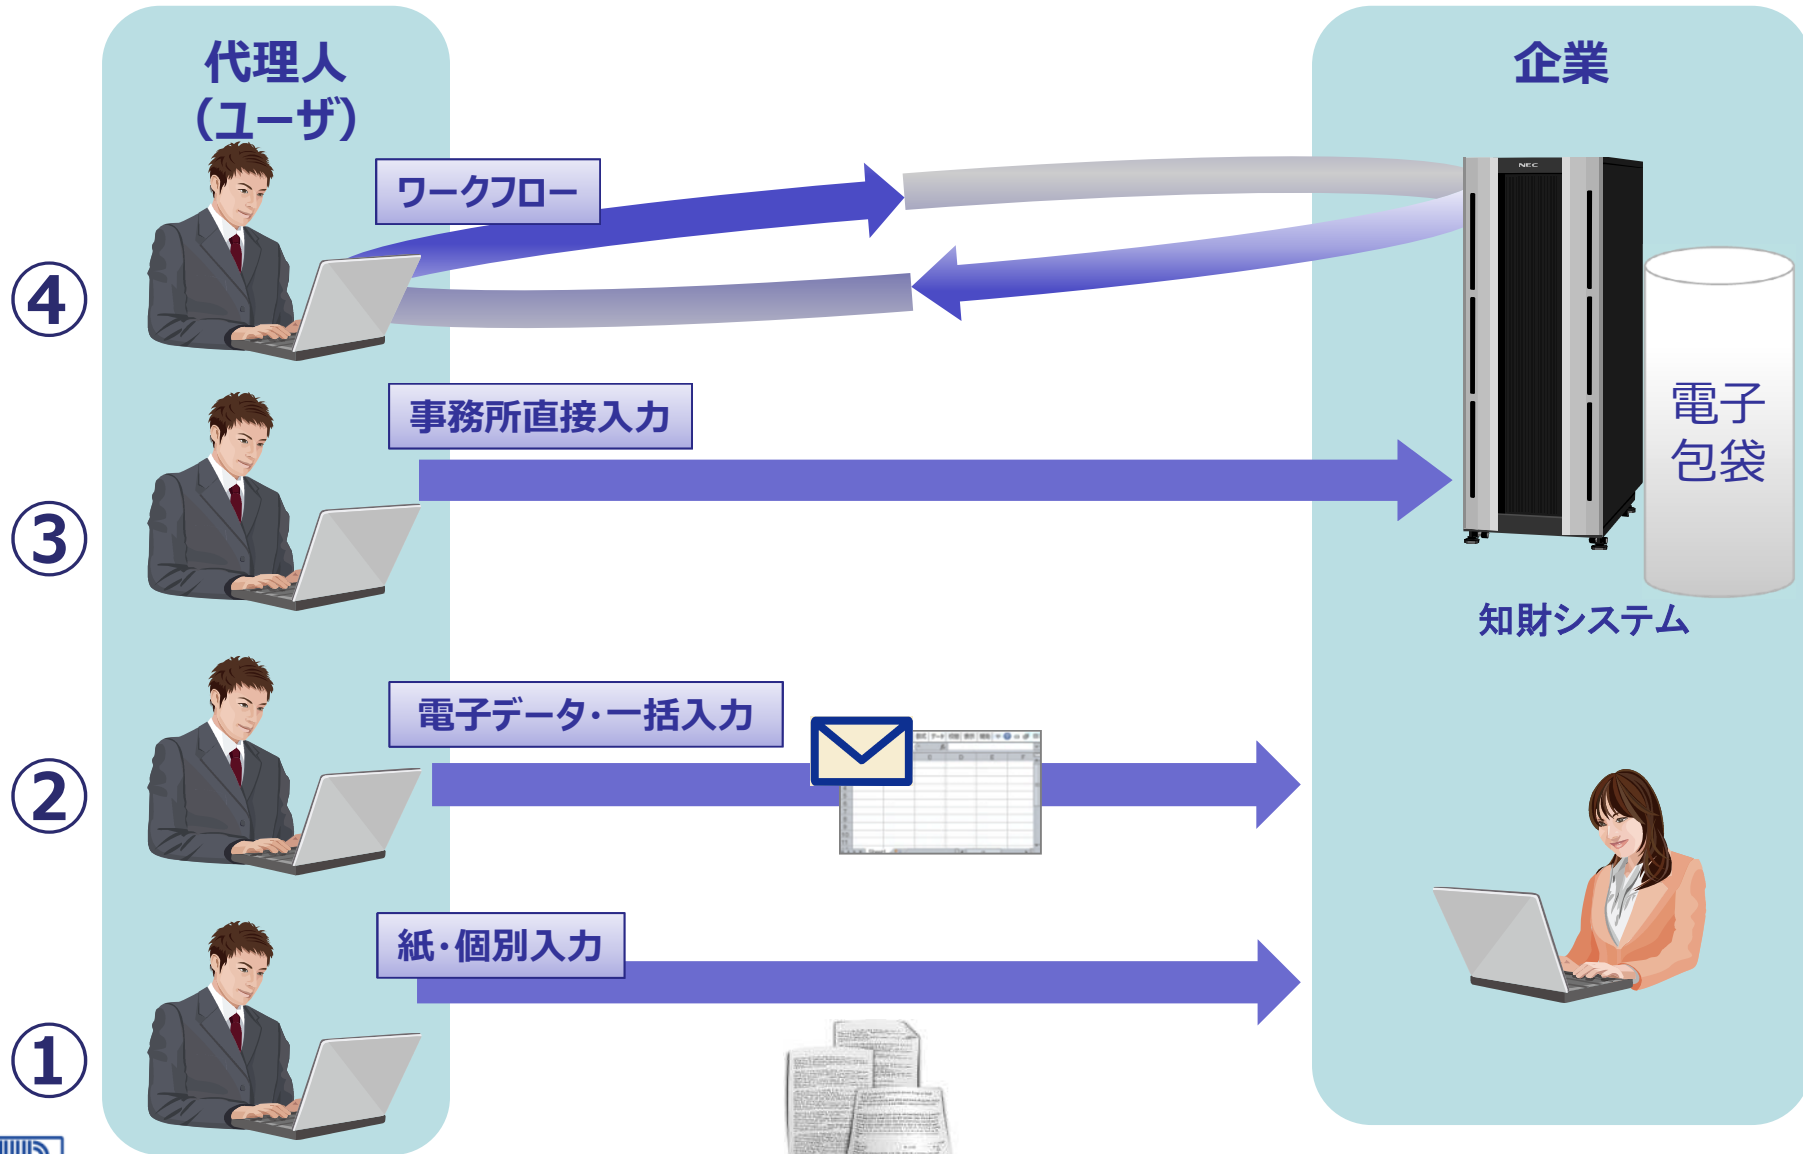 代理人
（ユーザ）
企業
ワークフロー
NEC
④
事務所直接入力
電子
包袋
③
知財システム
電子データ・一括入力
②
紙・個別入力
①